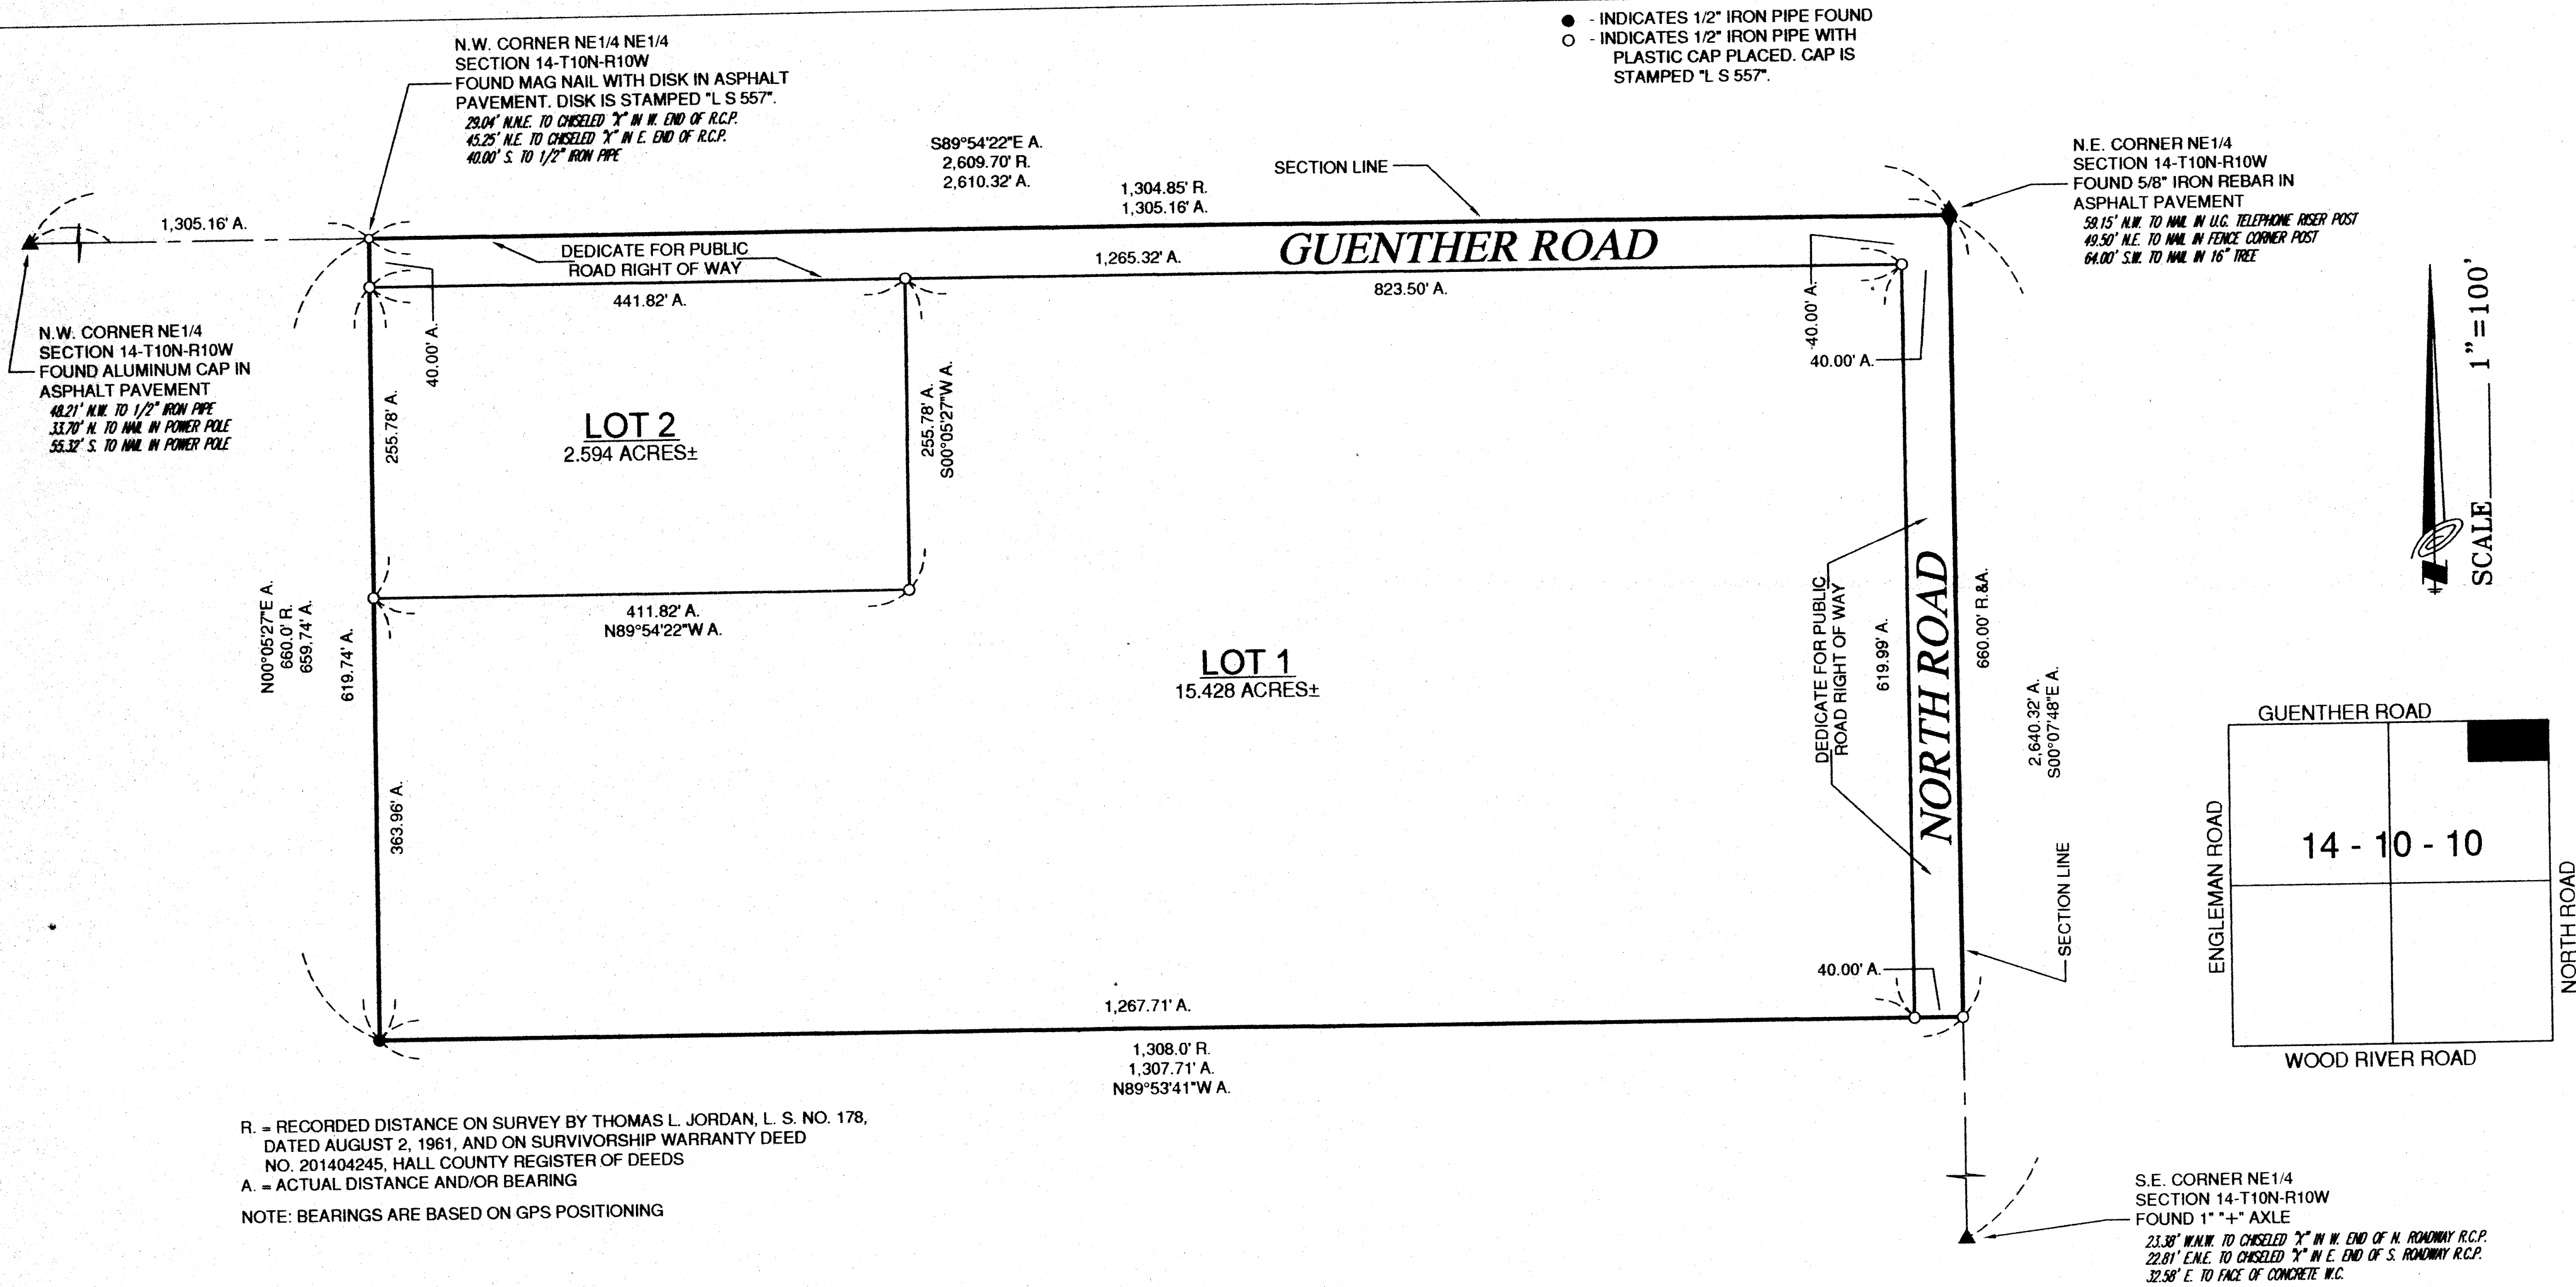 ● - INDICATES 1/2" IRON PIPE FOUND
○ - INDICATES 1/2" IRON PIPE WITH
PLASTIC CAP PLACED. CAP IS
STAMPED "L S 557".
N.W. CORNER NE1/4 NE1/4
SECTION 14-T10N-R10W
FOUND MAG NAIL WITH DISK IN ASPHALT
PAVEMENT. DISK IS STAMPED "L S 557".
29.04' N.N.E. TO CHISELED "X" IN W. END OF R.C.P.
45.25' N.E. TO CHISELED "X" IN E. END OF R.C.P.
40.00' S. TO 1/2" IRON PIPE
S89°54'22"E A.
2,609.70' R.
2,610.32' A.
1,304.85' R.
1,305.16' A.
SECTION LINE
N.E. CORNER NE1/4
SECTION 14-T10N-R10W
FOUND 5/8" IRON REBAR IN
ASPHALT PAVEMENT
59.15' N.W. TO NAIL IN U.G. TELEPHONE RISER POST
49.50' N.E. TO NAIL IN FENCE CORNER POST
64.00' S.W. TO NAIL IN 16" TREE
1,305.16' A.
DEDICATE FOR PUBLIC
ROAD RIGHT OF WAY
1,265.32' A.
GUENTHER ROAD
441.82' A.
823.50' A.
40.00' A.
40.00' A.
40.00' A.
N.W. CORNER NE1/4
SECTION 14-T10N-R10W
FOUND ALUMINUM CAP IN
ASPHALT PAVEMENT
48.21' N.W. TO 1/2" IRON PIPE
33.70' N. TO NAIL IN POWER POLE
55.32' S. TO NAIL IN POWER POLE
255.78' A.
LOT 2
2.594 ACRES±
255.78' A.
S00°05'27"W A.
SCALE 1"=100'
411.82' A.
N89°54'22"W A.
N00°05'27"E A.
660.0' R.
659.74' A.
619.74' A.
363.96' A.
LOT 1
15.428 ACRES±
DEDICATE FOR PUBLIC
ROAD RIGHT OF WAY
619.99' A.
NORTH ROAD
660.00' R.&A.
2,640.32' A.
S00°07'48"E A.
SECTION LINE
GUENTHER ROAD
ENGLEMAN ROAD
14 - 10 - 10
NORTH ROAD
WOOD RIVER ROAD
40.00' A.
1,267.71' A.
1,308.0' R.
1,307.71' A.
N89°53'41"W A.
R. = RECORDED DISTANCE ON SURVEY BY THOMAS L. JORDAN, L. S. NO. 178,
DATED AUGUST 2, 1961, AND ON SURVIVORSHIP WARRANTY DEED
NO. 201404245, HALL COUNTY REGISTER OF DEEDS
A. = ACTUAL DISTANCE AND/OR BEARING
NOTE: BEARINGS ARE BASED ON GPS POSITIONING
S.E. CORNER NE1/4
SECTION 14-T10N-R10W
FOUND 1" "+" AXLE
23.38' W.N.W. TO CHISELED "X" IN W. END OF N. ROADWAY R.C.P.
22.81' E.N.E. TO CHISELED "X" IN E. END OF S. ROADWAY R.C.P.
32.58' E. TO FACE OF CONCRETE W.C.